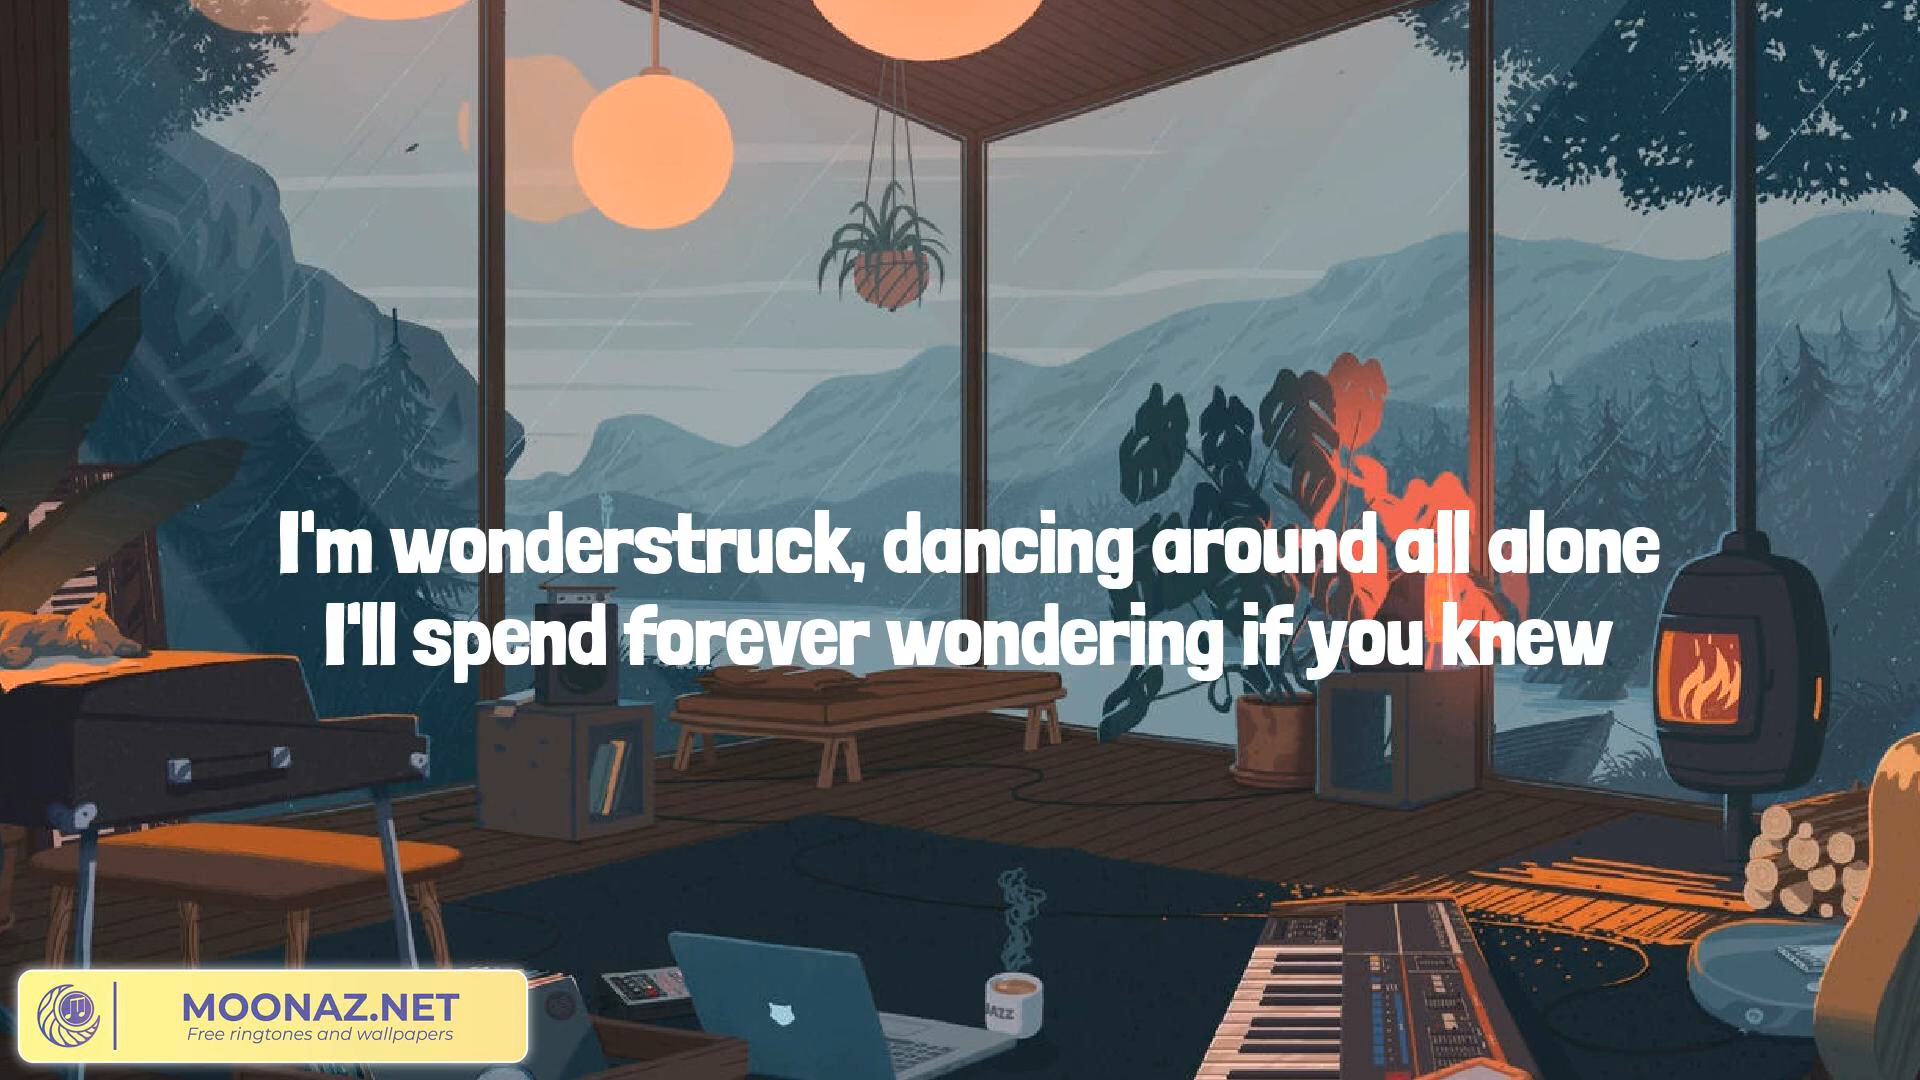 I'm wonderstruck, dancing around all alone
I'll spend forever wondering if you knew
JAZZ
MOONAZ.NET
Free ringtones and wallpapers